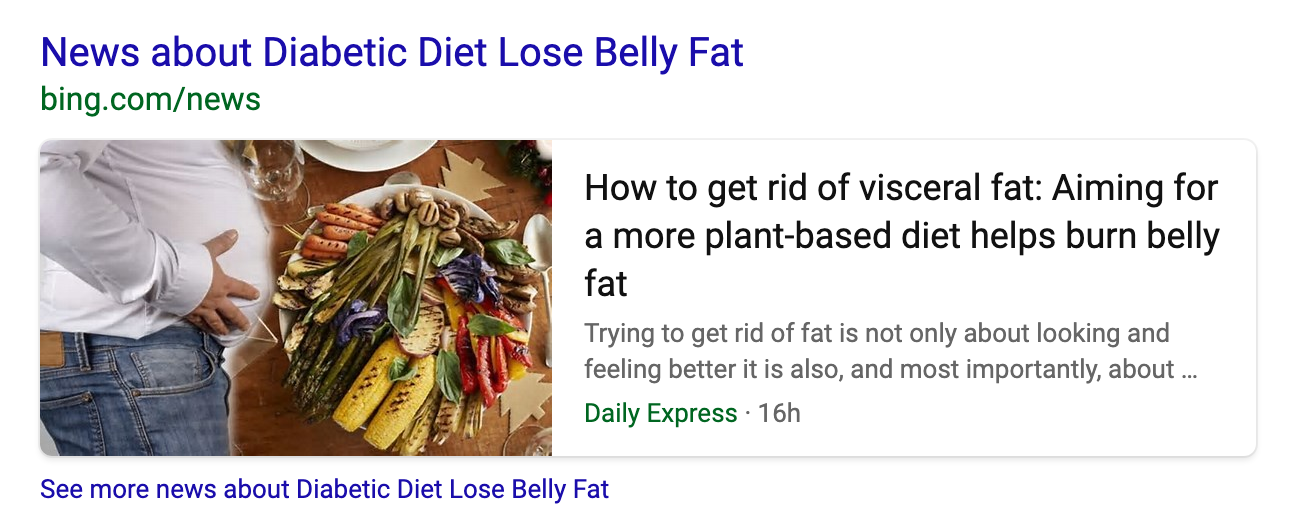 News about Diabetic Diet Lose Belly Fat
bing.com/news
How to get rid of visceral fat: Aiming for
a more plant-based diet helps burn belly
fat
Trying to get rid of fat is not only about looking and
feeling better it is also, and most importantly, about ...
Daily Express · 16h
See more news about Diabetic Diet Lose Belly Fat